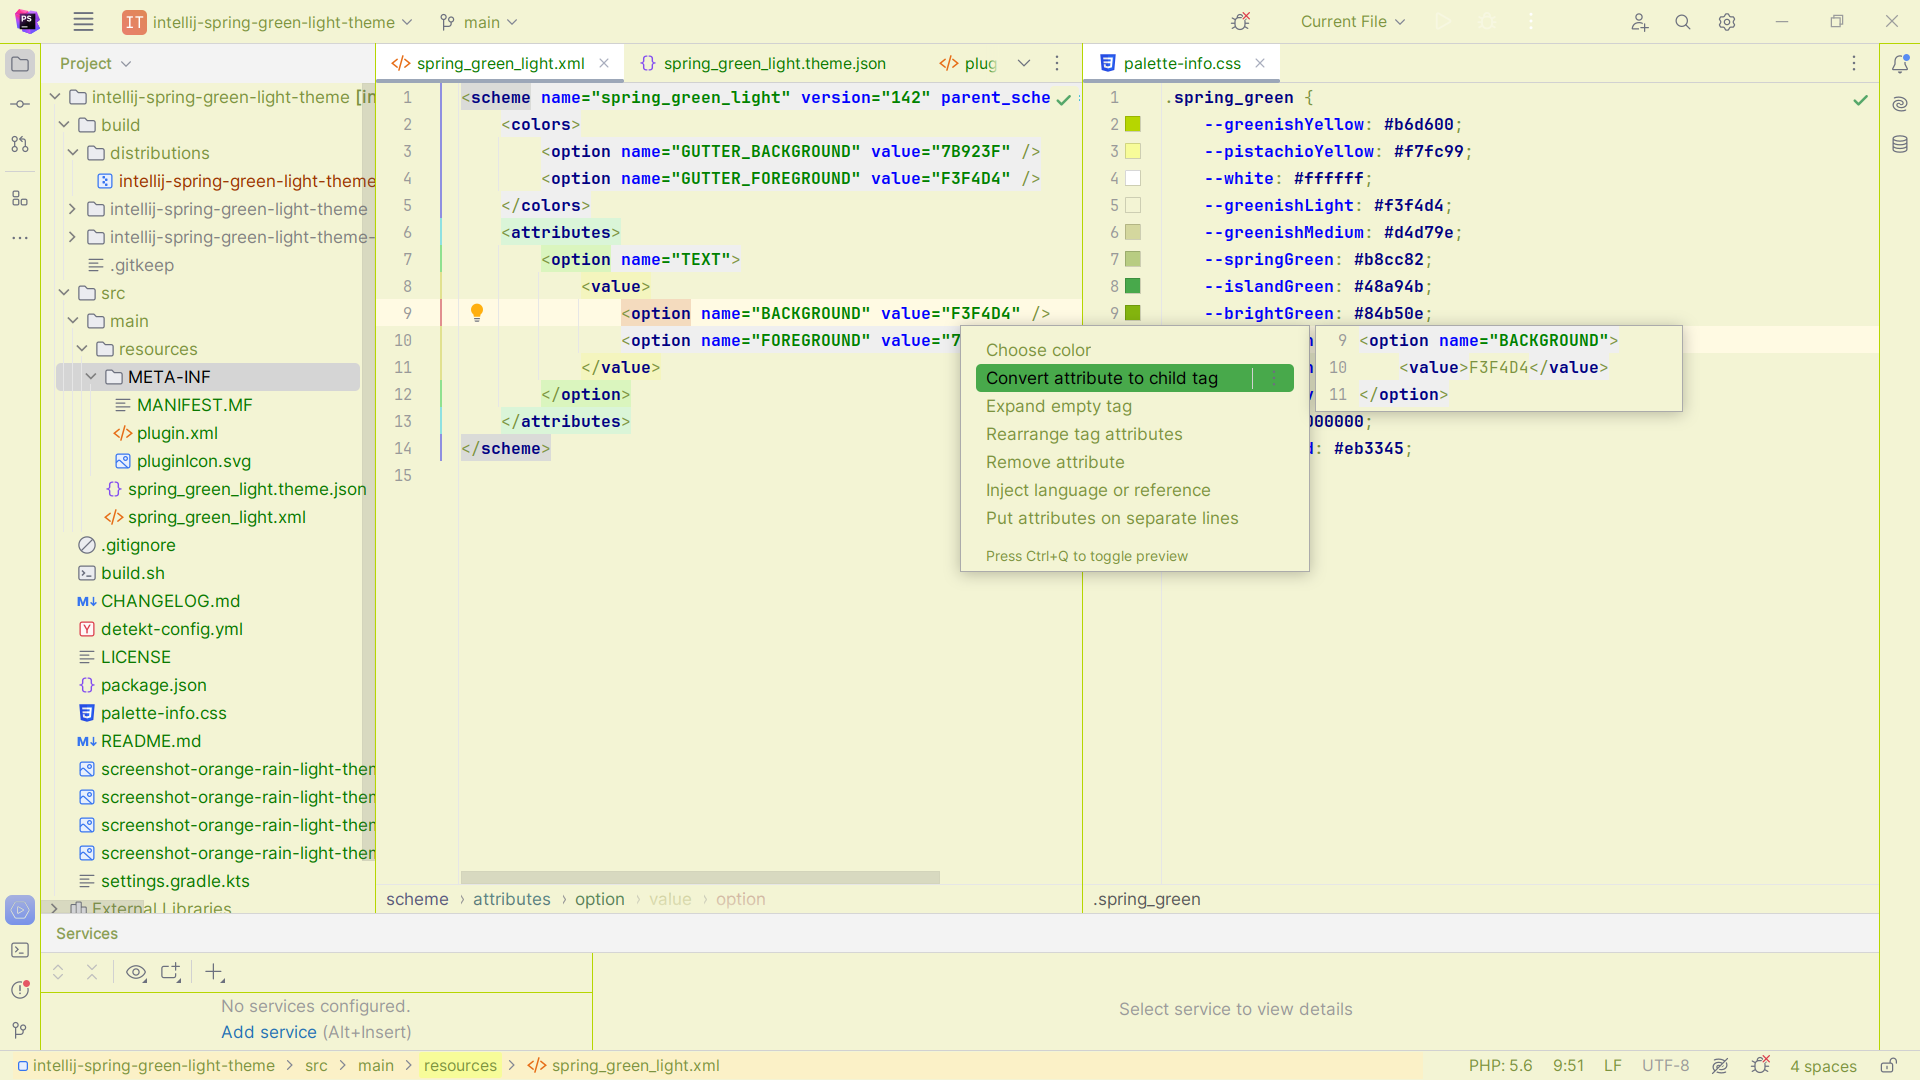 PS
IT intellij-spring-green-light-theme
main
Current File
Project
intellij-spring-green-light-theme [in
build
distributions
intellij-spring-green-light-theme
intellij-spring-green-light-theme
intellij-spring-green-light-theme-
.gitkeep
src
main
resources
META-INF
MANIFEST.MF
plugin.xml
pluginIcon.svg
spring_green_light.theme.json
spring_green_light.xml
.gitignore
build.sh
CHANGELOG.md
detekt-config.yml
LICENSE
package.json
palette-info.css
README.md
screenshot-orange-rain-light-them
screenshot-orange-rain-light-them
screenshot-orange-rain-light-them
screenshot-orange-rain-light-them
settings.gradle.kts
External Libraries
spring_green_light.xml
spring_green_light.theme.json
plug
1 <scheme name="spring_green_light" version="142" parent_sche
2 <colors>
3 <option name="GUTTER_BACKGROUND" value="7B923F" />
4 <option name="GUTTER_FOREGROUND" value="F3F4D4" />
5 </colors>
6 <attributes>
7 <option name="TEXT">
8 <value>
9 <option name="BACKGROUND" value="F3F4D4" />
10 <option name="FOREGROUND" value="7
11 </value>
12 </option>
13 </attributes>
14 </scheme>
15
scheme › attributes › option › value › option
palette-info.css
1 .spring_green {
2 --greenishYellow: #b6d600;
3 --pistachioYellow: #f7fc99;
4 --white: #ffffff;
5 --greenishLight: #f3f4d4;
6 --greenishMedium: #d4d79e;
7 --springGreen: #b8cc82;
8 --islandGreen: #48a94b;
9 --brightGreen: #84b50e;
000000;
d: #eb3345;
.spring_green
Choose color
Convert attribute to child tag
Expand empty tag
Rearrange tag attributes
Remove attribute
Inject language or reference
Put attributes on separate lines
Press Ctrl+Q to toggle preview
9 <option name="BACKGROUND">
10 <value>F3F4D4</value>
11 </option>
Services
No services configured.
Add service (Alt+Insert)
Select service to view details
intellij-spring-green-light-theme > src > main > resources > spring_green_light.xml
PHP: 5.6
9:51
LF
UTF-8
4 spaces